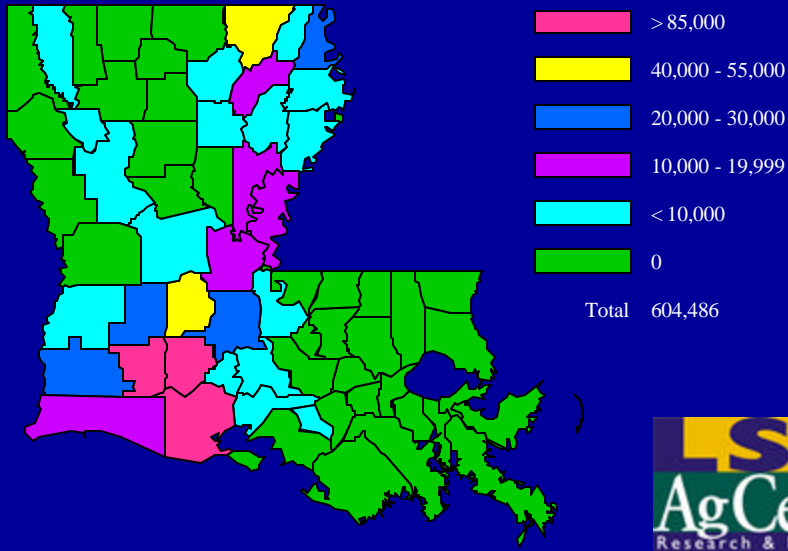 > 85,000
40,000 - 55,000
20,000 - 30,000
10,000 - 19,999
< 10,000
0
Total 604,486
LS
AgCe
Research &